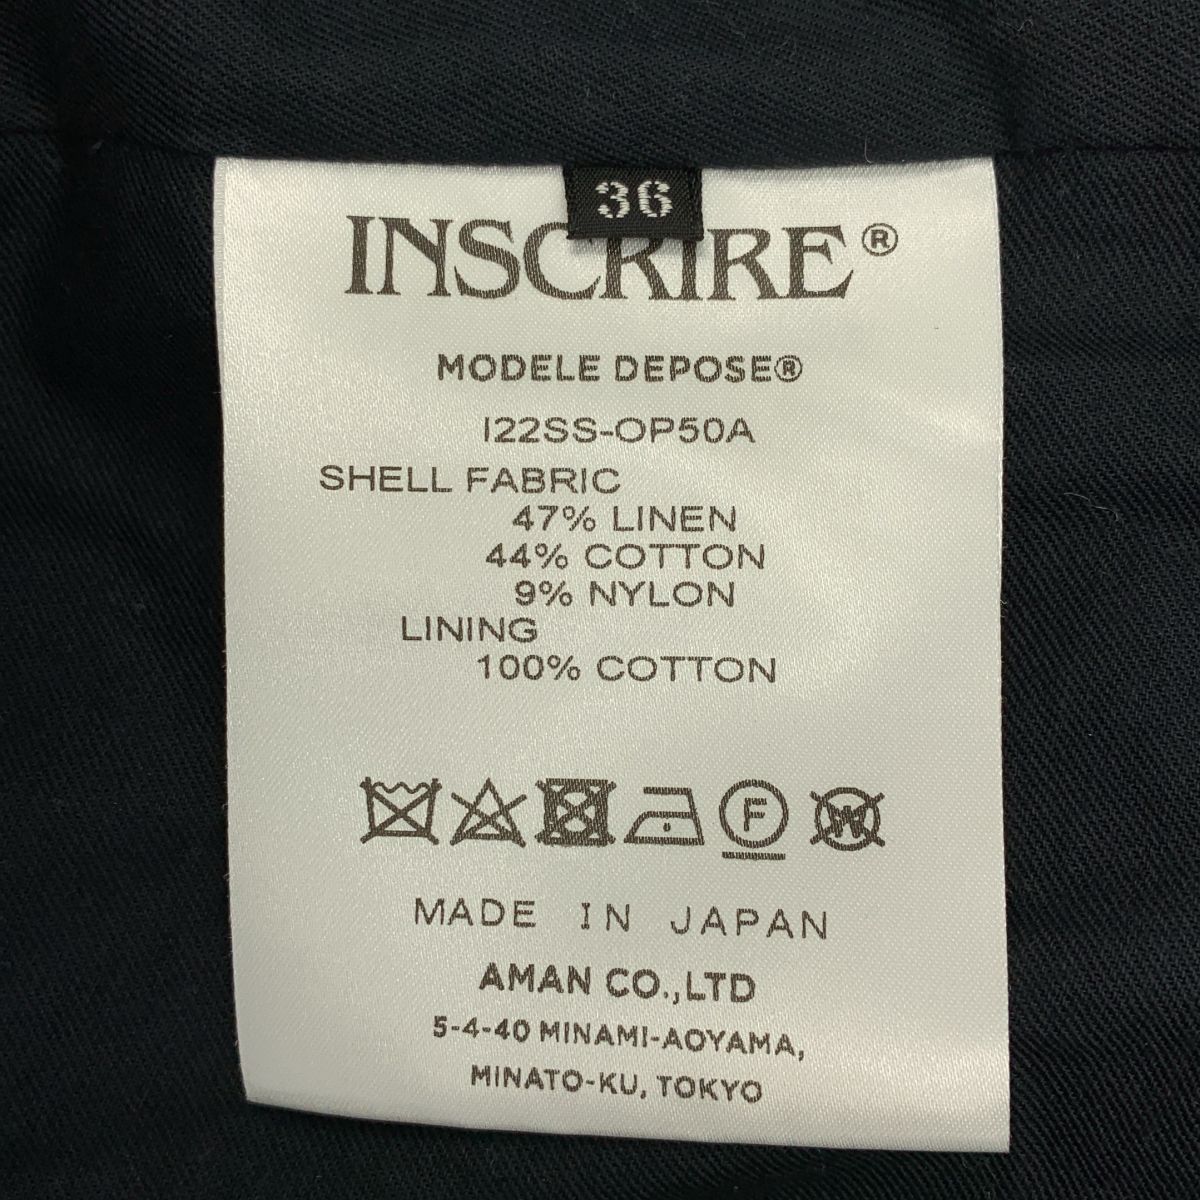 36
INSCRIRE®
MODELE DEPOSE®
I22SS-OP50A
SHELL FABRIC
47% LINEN
44% COTTON
9% NYLON
LINING
100% COTTON
F W
MADE IN JAPAN
AMAN CO.,LTD
5-4-40 MINAMI-AOYAMA,
MINATO-KU, TOKYO